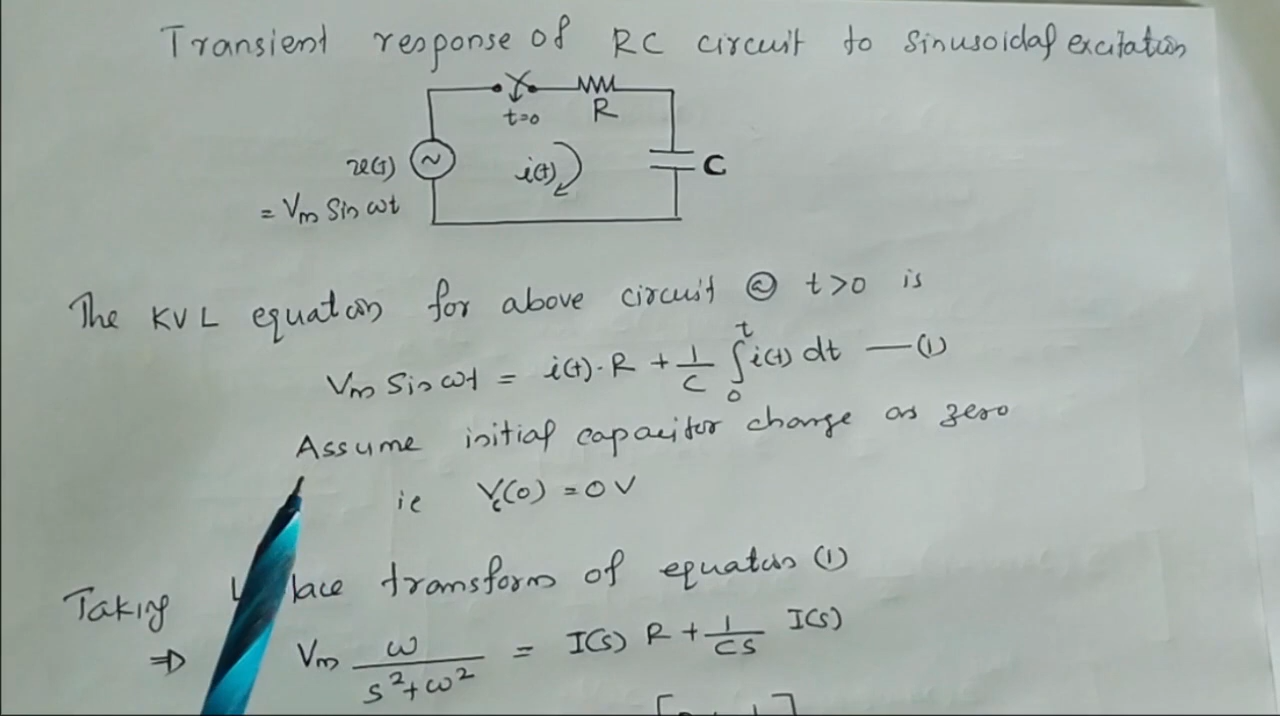 Transient response of RC circuit to sinusoidal excitation
t=0
R
v(t)
i(t)
C
= Vm Sin ωt
The KVL equation for above circuit @ t>0 is
Vm Sin ωt = i(t)·R + 1/C ∫₀ᵗ i(t) dt —(1)
Assume initial capacitor charge as zero
ie Vc(0) = 0 V
Taking transform of equation (1)
⇒ Vm ω/(s²+ω²) = I(s) R + 1/CS I(s)